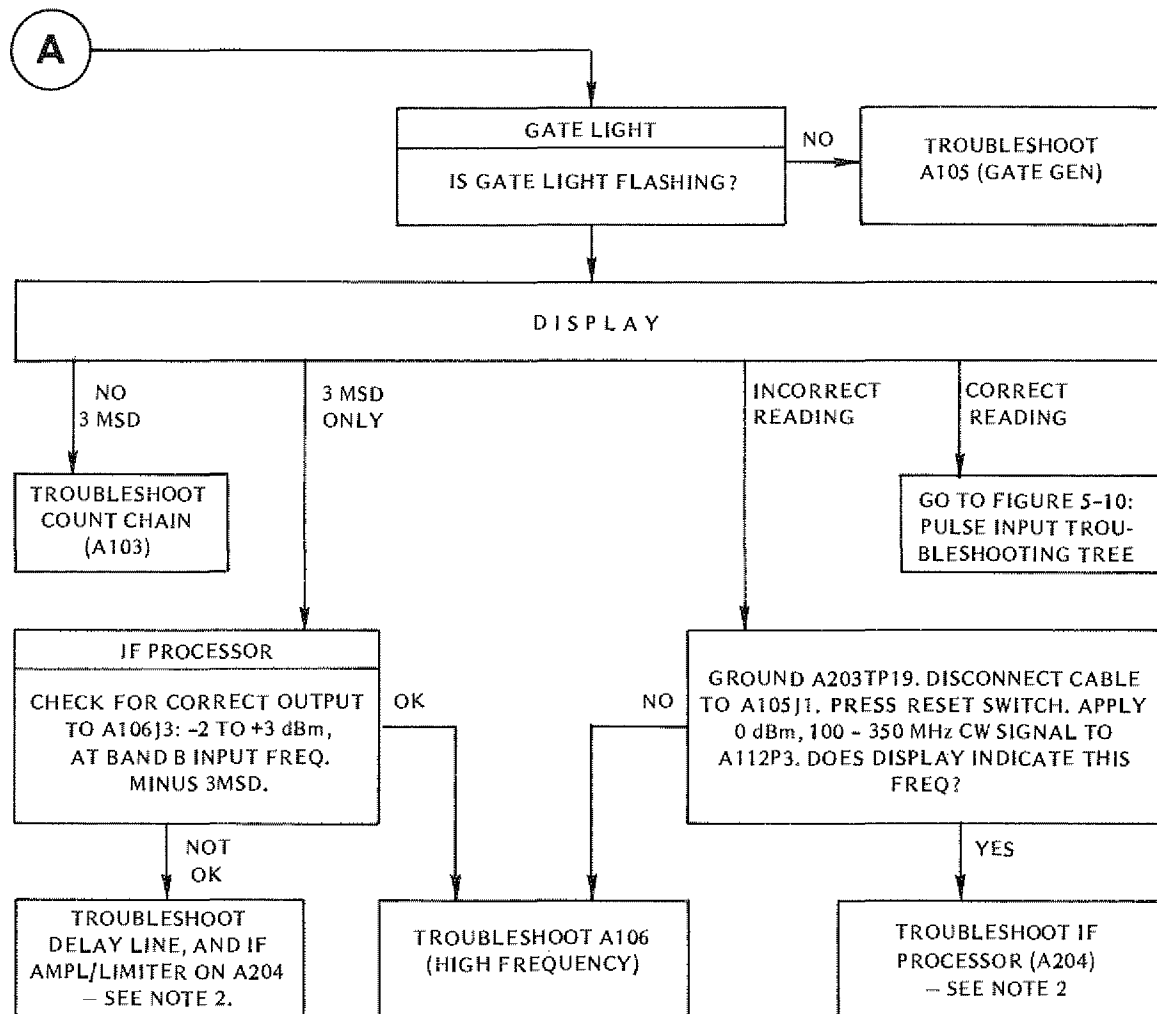 A
GATE LIGHT
IS GATE LIGHT FLASHING?
NO
TROUBLESHOOT
A105 (GATE GEN)
DISPLAY
NO
3 MSD
3 MSD
ONLY
INCORRECT
READING
CORRECT
READING
TROUBLESHOOT
COUNT CHAIN
(A103)
GO TO FIGURE 5-10:
PULSE INPUT TROU-
BLESHOOTING TREE
IF PROCESSOR
CHECK FOR CORRECT OUTPUT
TO A106J3: -2 TO +3 dBm,
AT BAND B INPUT FREQ.
MINUS 3MSD.
OK
NO
GROUND A203TP19. DISCONNECT CABLE
TO A105J1. PRESS RESET SWITCH. APPLY
0 dBm, 100 - 350 MHz CW SIGNAL TO
A112P3. DOES DISPLAY INDICATE THIS
FREQ?
NOT
OK
YES
TROUBLESHOOT
DELAY LINE, AND IF
AMPL/LIMITER ON A204
- SEE NOTE 2.
TROUBLESHOOT A106
(HIGH FREQUENCY)
TROUBLESHOOT IF
PROCESSOR (A204)
- SEE NOTE 2